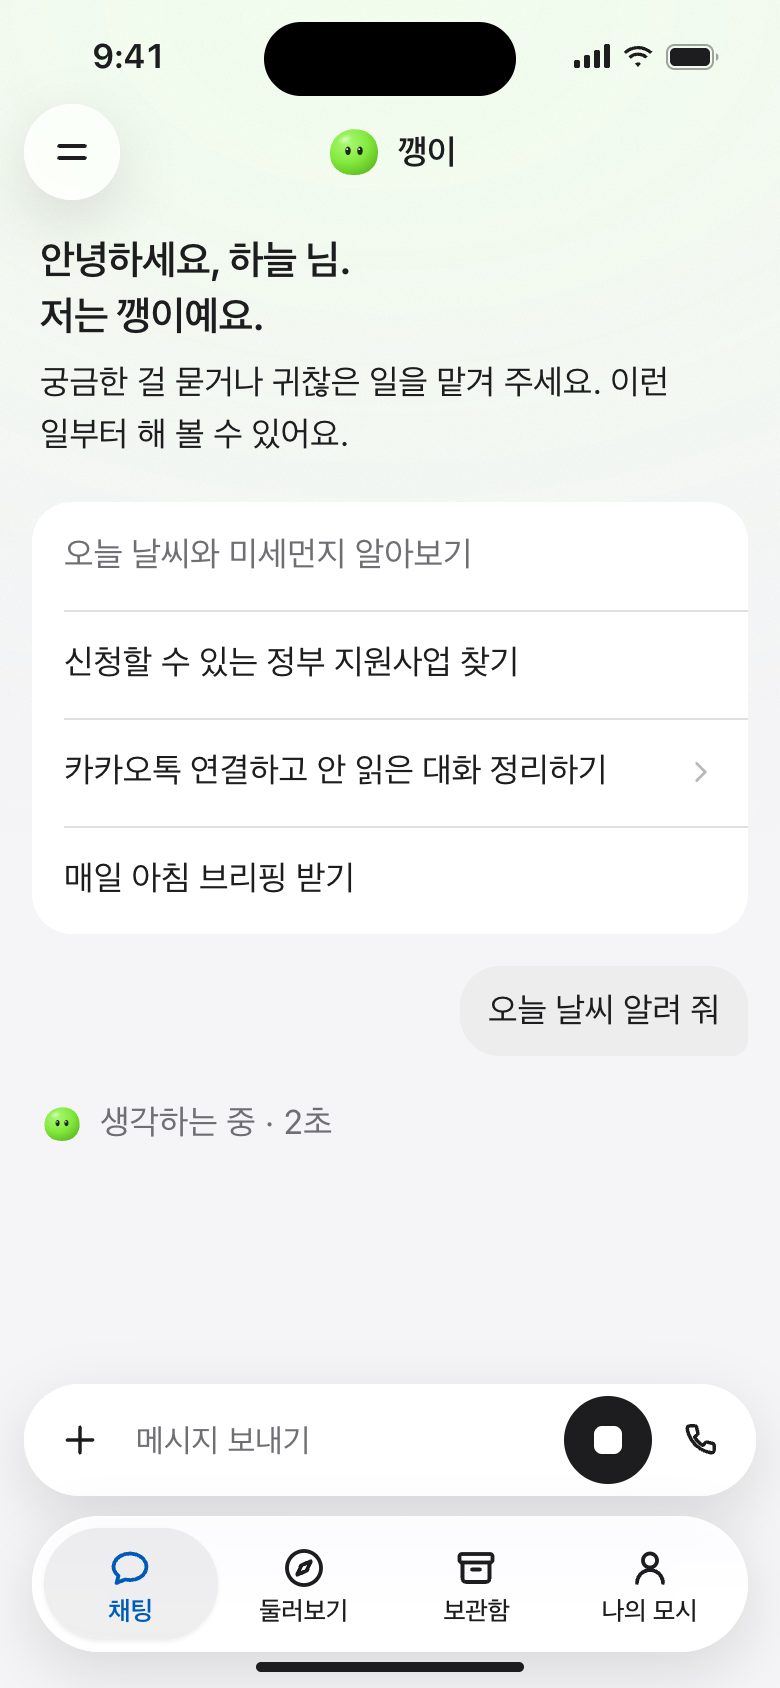 9:41
깽이
안녕하세요, 하늘 님.
저는 깽이예요.
궁금한 걸 묻거나 귀찮은 일을 맡겨 주세요. 이런
일부터 해 볼 수 있어요.
오늘 날씨와 미세먼지 알아보기
신청할 수 있는 정부 지원사업 찾기
카카오톡 연결하고 안 읽은 대화 정리하기
매일 아침 브리핑 받기
오늘 날씨 알려 줘
생각하는 중 · 2초
메시지 보내기
채팅
둘러보기
보관함
나의 모시